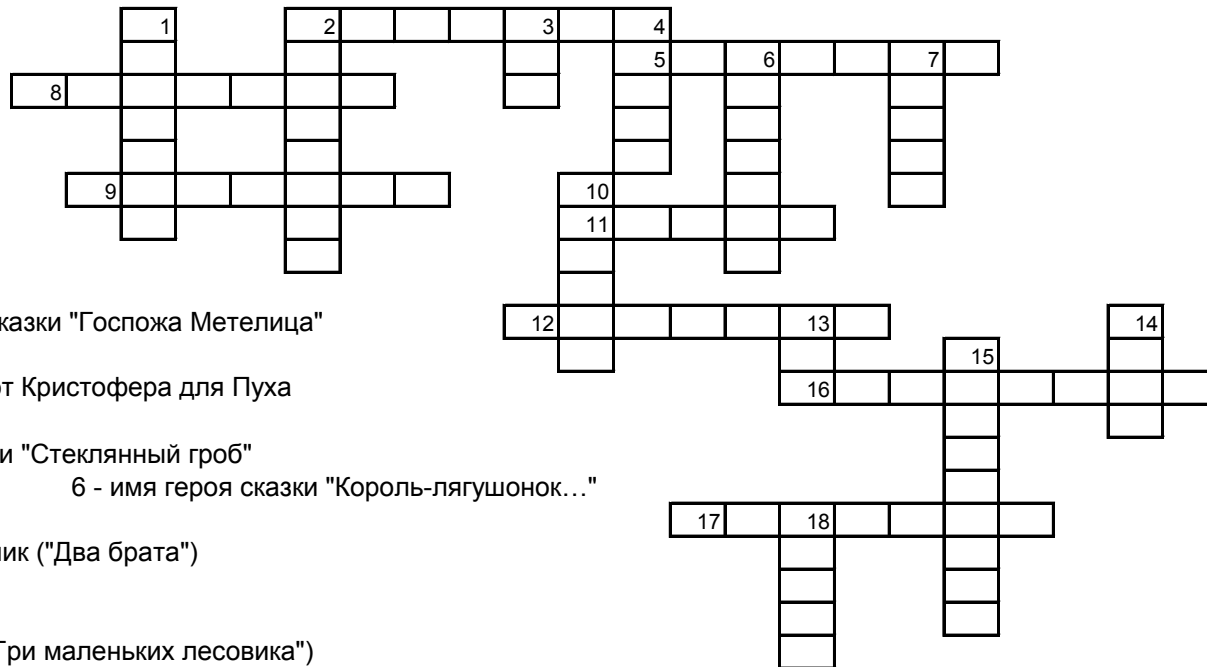 1 2 3 4
5 6 7
8
9 10
11
казки "Госпожа Метелица" 12 13 14
15
от Кристофера для Пуха 16
и "Стеклянный гроб"
6 - имя героя сказки "Король-лягушонок…"
17 18
ник ("Два брата")
Три маленьких лесовика")